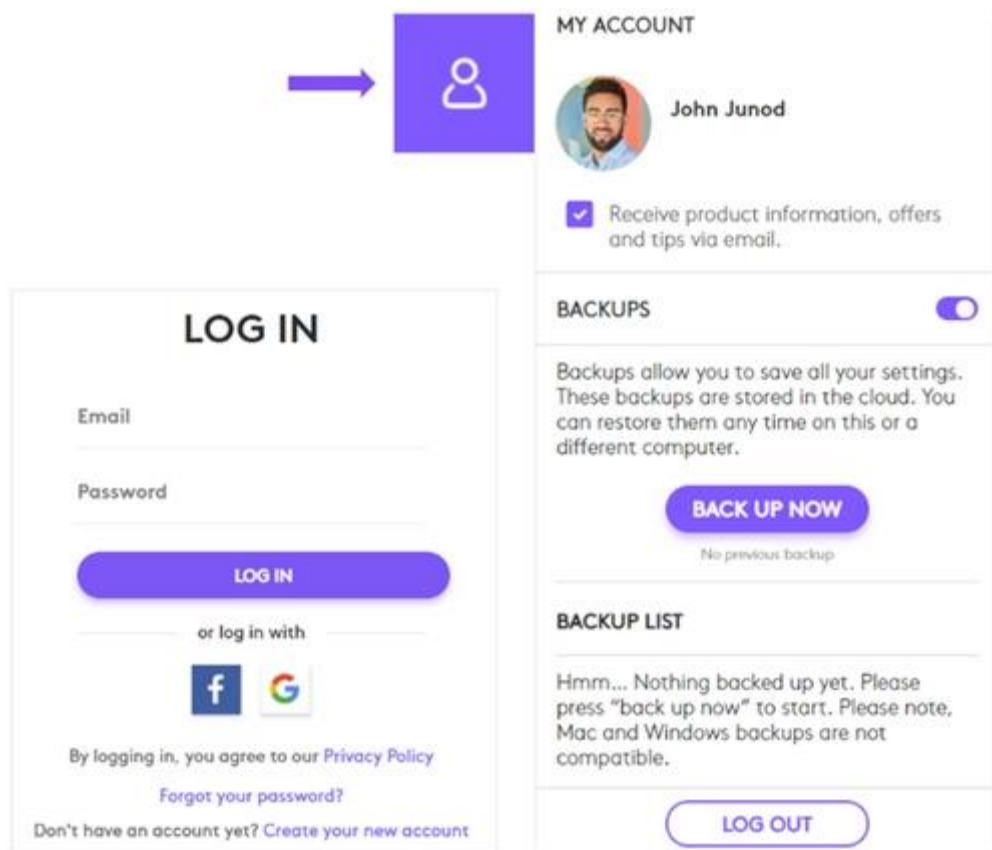 MY ACCOUNT
John Junod
Receive product information, offers
and tips via email.
BACKUPS
Backups allow you to save all your settings.
These backups are stored in the cloud. You
can restore them any time on this or a
different computer.
BACK UP NOW
No previous backup
BACKUP LIST
Hmm... Nothing backed up yet. Please
press “back up now” to start. Please note,
Mac and Windows backups are not
compatible.
LOG OUT
LOG IN
Email
Password
LOG IN
or log in with
f G
By logging in, you agree to our Privacy Policy
Forgot your password?
Don't have an account yet? Create your new account